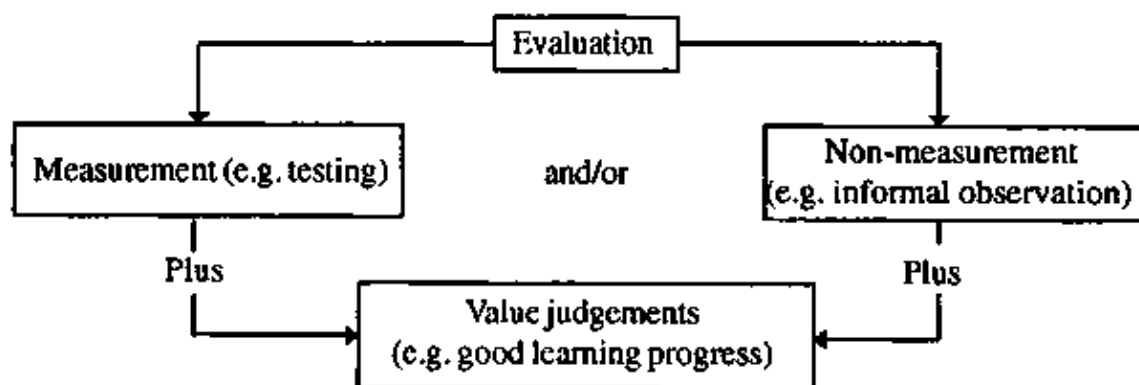 Evaluation
Measurement (e.g. testing)
and/or
Non-measurement
(e.g. informal observation)
Plus
Plus
Value judgements
(e.g. good learning progress)